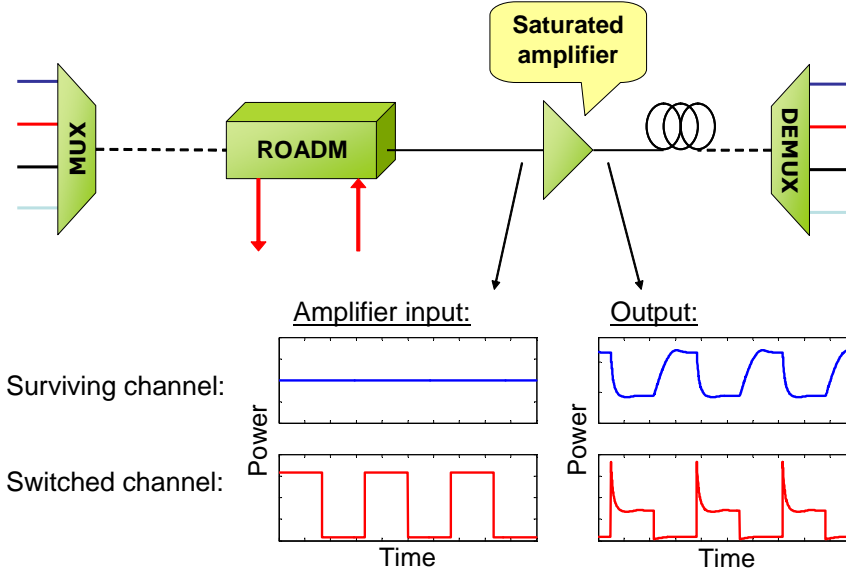 Saturated
amplifier
MUX
ROADM
DEMUX
Amplifier input:
Output:
Surviving channel:
Switched channel:
Power
Power
Time
Time